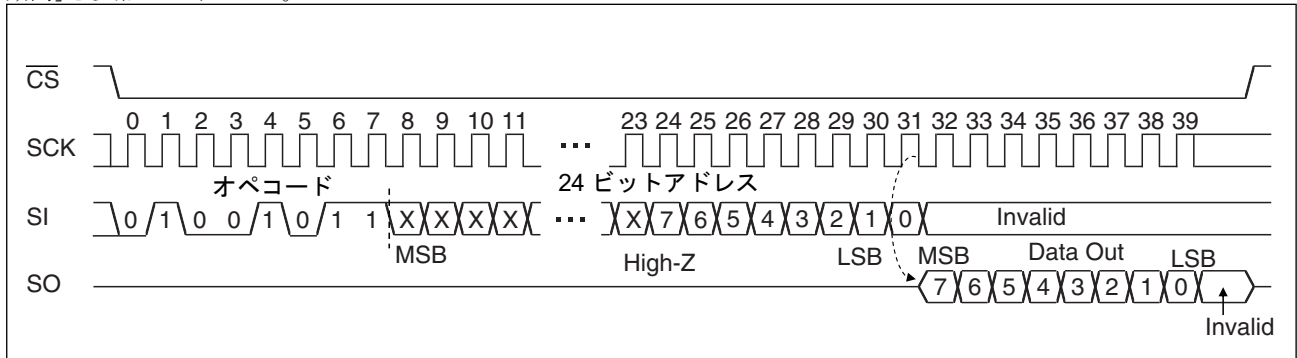 CS
0 1 2 3 4 5 6 7 8 9 10 11 23 24 25 26 27 28 29 30 31 32 33 34 35 36 37 38 39
SCK ...
オペコード 24 ビットアドレス
SI 0 1 0 0 1 0 1 1 X X X X ... X 7 6 5 4 3 2 1 0 Invalid
MSB High-Z LSB MSB Data Out LSB
SO 7 6 5 4 3 2 1 0
Invalid